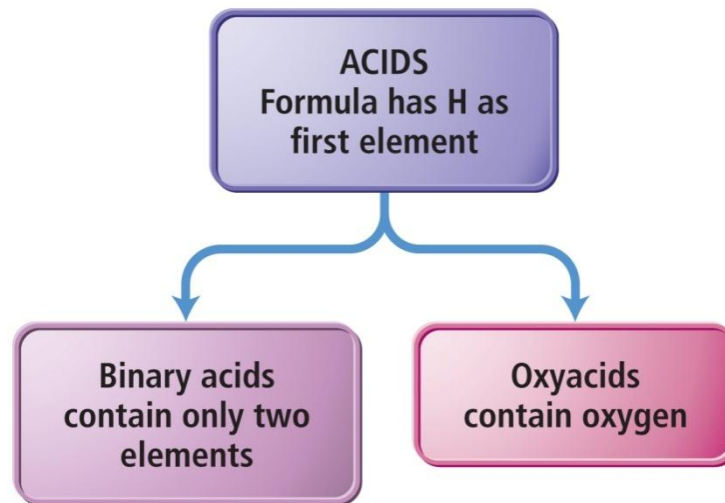 ACIDS
Formula has H as
first element
Binary acids
contain only two
elements
Oxyacids
contain oxygen